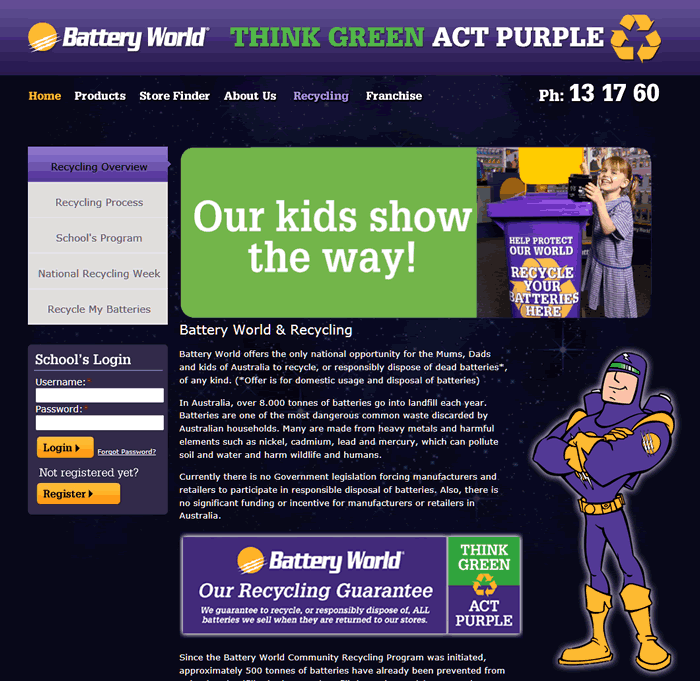 Battery World® THINK GREEN ACT PURPLE
Home Products Store Finder About Us Recycling Franchise Ph: 13 17 60
Recycling Overview
Recycling Process
School's Program
National Recycling Week
Recycle My Batteries
School's Login
Username:*
Password:*
Login
Forgot Password?
Not registered yet?
Register
Our kids show
the way!
HELP PROTECT
OUR WORLD
RECYCLE
YOUR
BATTERIES
HERE
Battery World & Recycling
Battery World offers the only national opportunity for the Mums, Dads
and kids of Australia to recycle, or responsibly dispose of dead batteries*,
of any kind. (*Offer is for domestic usage and disposal of batteries)
In Australia, over 8.000 tonnes of batteries go into landfill each year.
Batteries are one of the most dangerous common waste discarded by
Australian households. Many are made from heavy metals and harmful
elements such as nickel, cadmium, lead and mercury, which can pollute
soil and water and harm wildlife and humans.
Currently there is no Government legislation forcing manufacturers and
retailers to participate in responsible disposal of batteries. Also, there is
no significant funding or incentive for manufacturers or retailers in
Australia.
Battery World®
Our Recycling Guarantee
We guarantee to recycle, or responsibly dispose of, ALL
batteries we sell when they are returned to our stores.
THINK
GREEN
ACT
PURPLE
Since the Battery World Community Recycling Program was initiated,
approximately 500 tonnes of batteries have already been prevented from